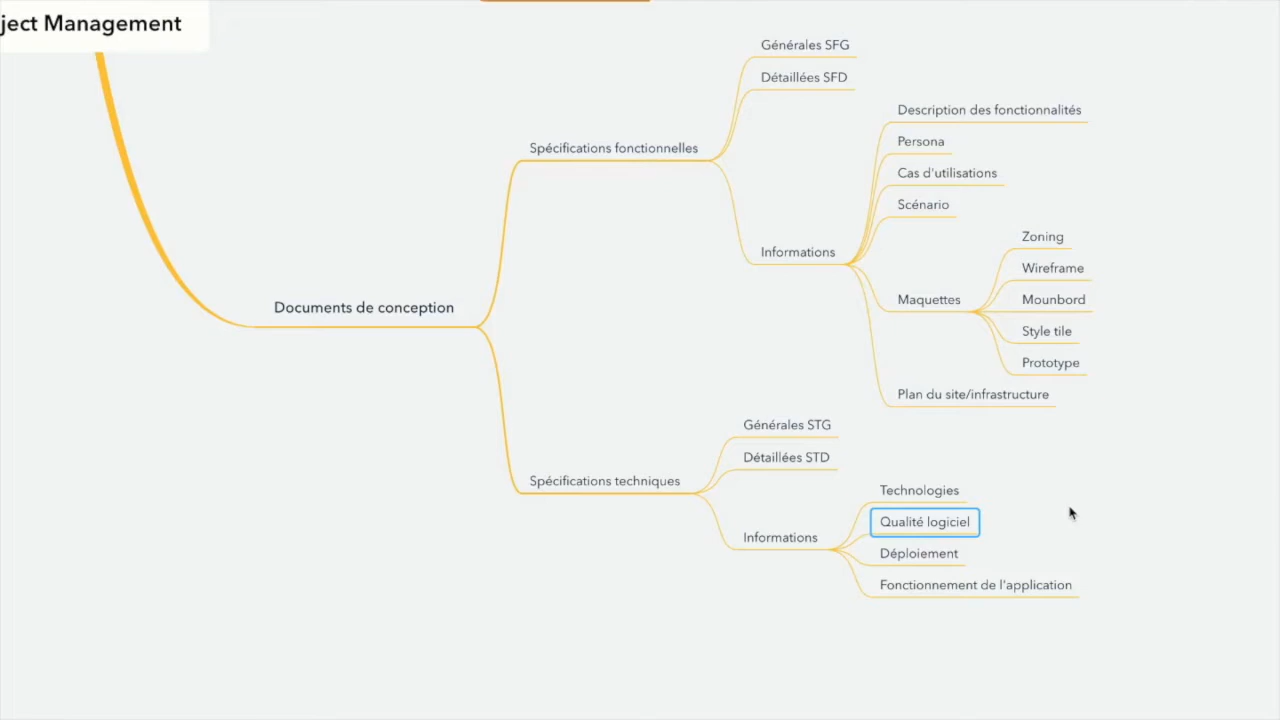 ject Management
Générales SFG
Détaillées SFD
Description des fonctionnalités
Persona
Spécifications fonctionnelles
Cas d'utilisations
Scénario
Zoning
Informations
Wireframe
Maquettes
Mounbord
Documents de conception
Style tile
Prototype
Plan du site/infrastructure
Générales STG
Détaillées STD
Spécifications techniques
Technologies
Qualité logiciel
Informations
Déploiement
Fonctionnement de l'application